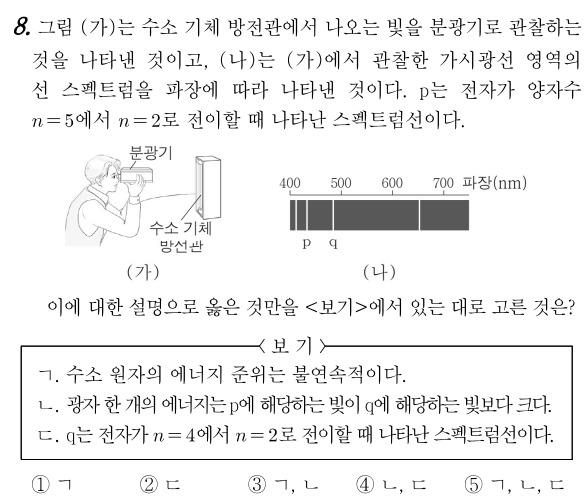 8. 그림 (가)는 수소 기체 방전관에서 나오는 빛을 분광기로 관찰하는
것을 나타낸 것이고, (나)는 (가)에서 관찰한 가시광선 영역의
선 스펙트럼을 파장에 따라 나타낸 것이다. p는 전자가 양자수
n=5에서 n=2로 전이할 때 나타난 스펙트럼선이다.
분광기
수소 기체
방전관
(가)
400 500 600 700 파장(nm)
p q
(나)
이에 대한 설명으로 옳은 것만을 <보기>에서 있는 대로 고른 것은?
<보 기>
ㄱ. 수소 원자의 에너지 준위는 불연속적이다.
ㄴ. 광자 한 개의 에너지는 p에 해당하는 빛이 q에 해당하는 빛보다 크다.
ㄷ. q는 전자가 n=4에서 n=2로 전이할 때 나타난 스펙트럼선이다.
① ㄱ ② ㄷ ③ ㄱ, ㄴ ④ ㄴ, ㄷ ⑤ ㄱ, ㄴ, ㄷ